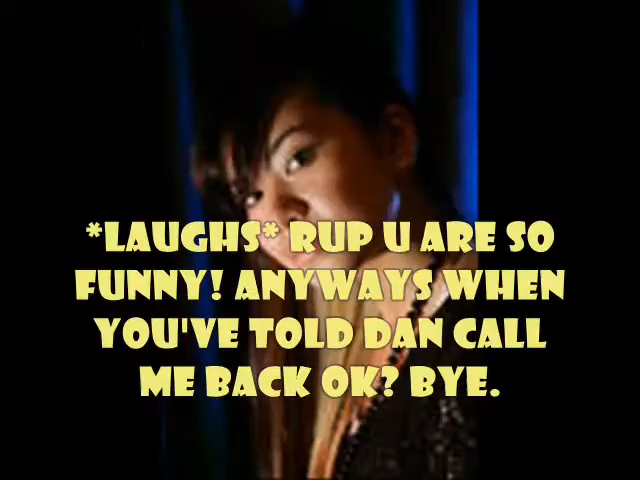 *LAUGHS* RUP U ARE SO
FUNNY! ANYWAYS WHEN
YOU'VE TOLD DAN CALL
ME BACK OK? BYE.